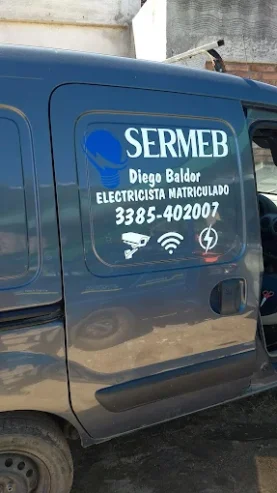 SERMEB
Diego Baldor
ELECTRICISTA MATRICULADO
3385-402007